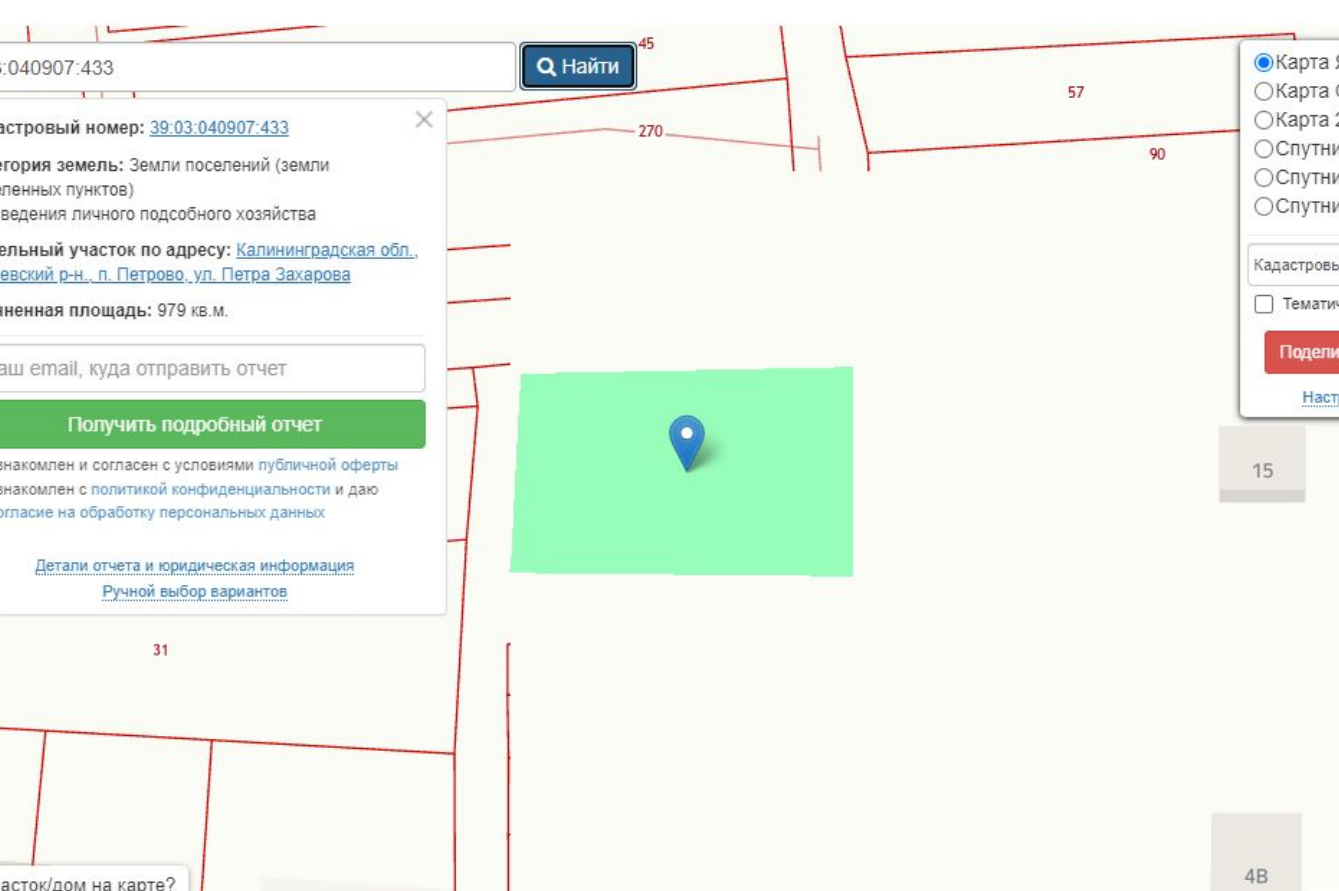 45
:040907:433
Найти
57
Карта
Карта
Карта 2
270
90
Спутни
Спутни
Спутни
астровый номер: 39:03:040907:433
егория земель: Земли поселений (земли
еленных пунктов)
ведения личного подсобного хозяйства
ельный участок по адресу: Калининградская обл.,
евский р-н., п. Петрово, ул. Петра Захарова
Кадастровы
чненная площадь: 979 кв.м.
Темати
аш email, куда отправить отчет
Подели
Наст
Получить подробный отчет
знакомлен и согласен с условиями публичной оферты
15
знакомлен с политикой конфиденциальности и даю
огласие на обработку персональных данных
Детали отчета и юридическая информация
Ручной выбор вариантов
31
4В
асток/дом на карте?